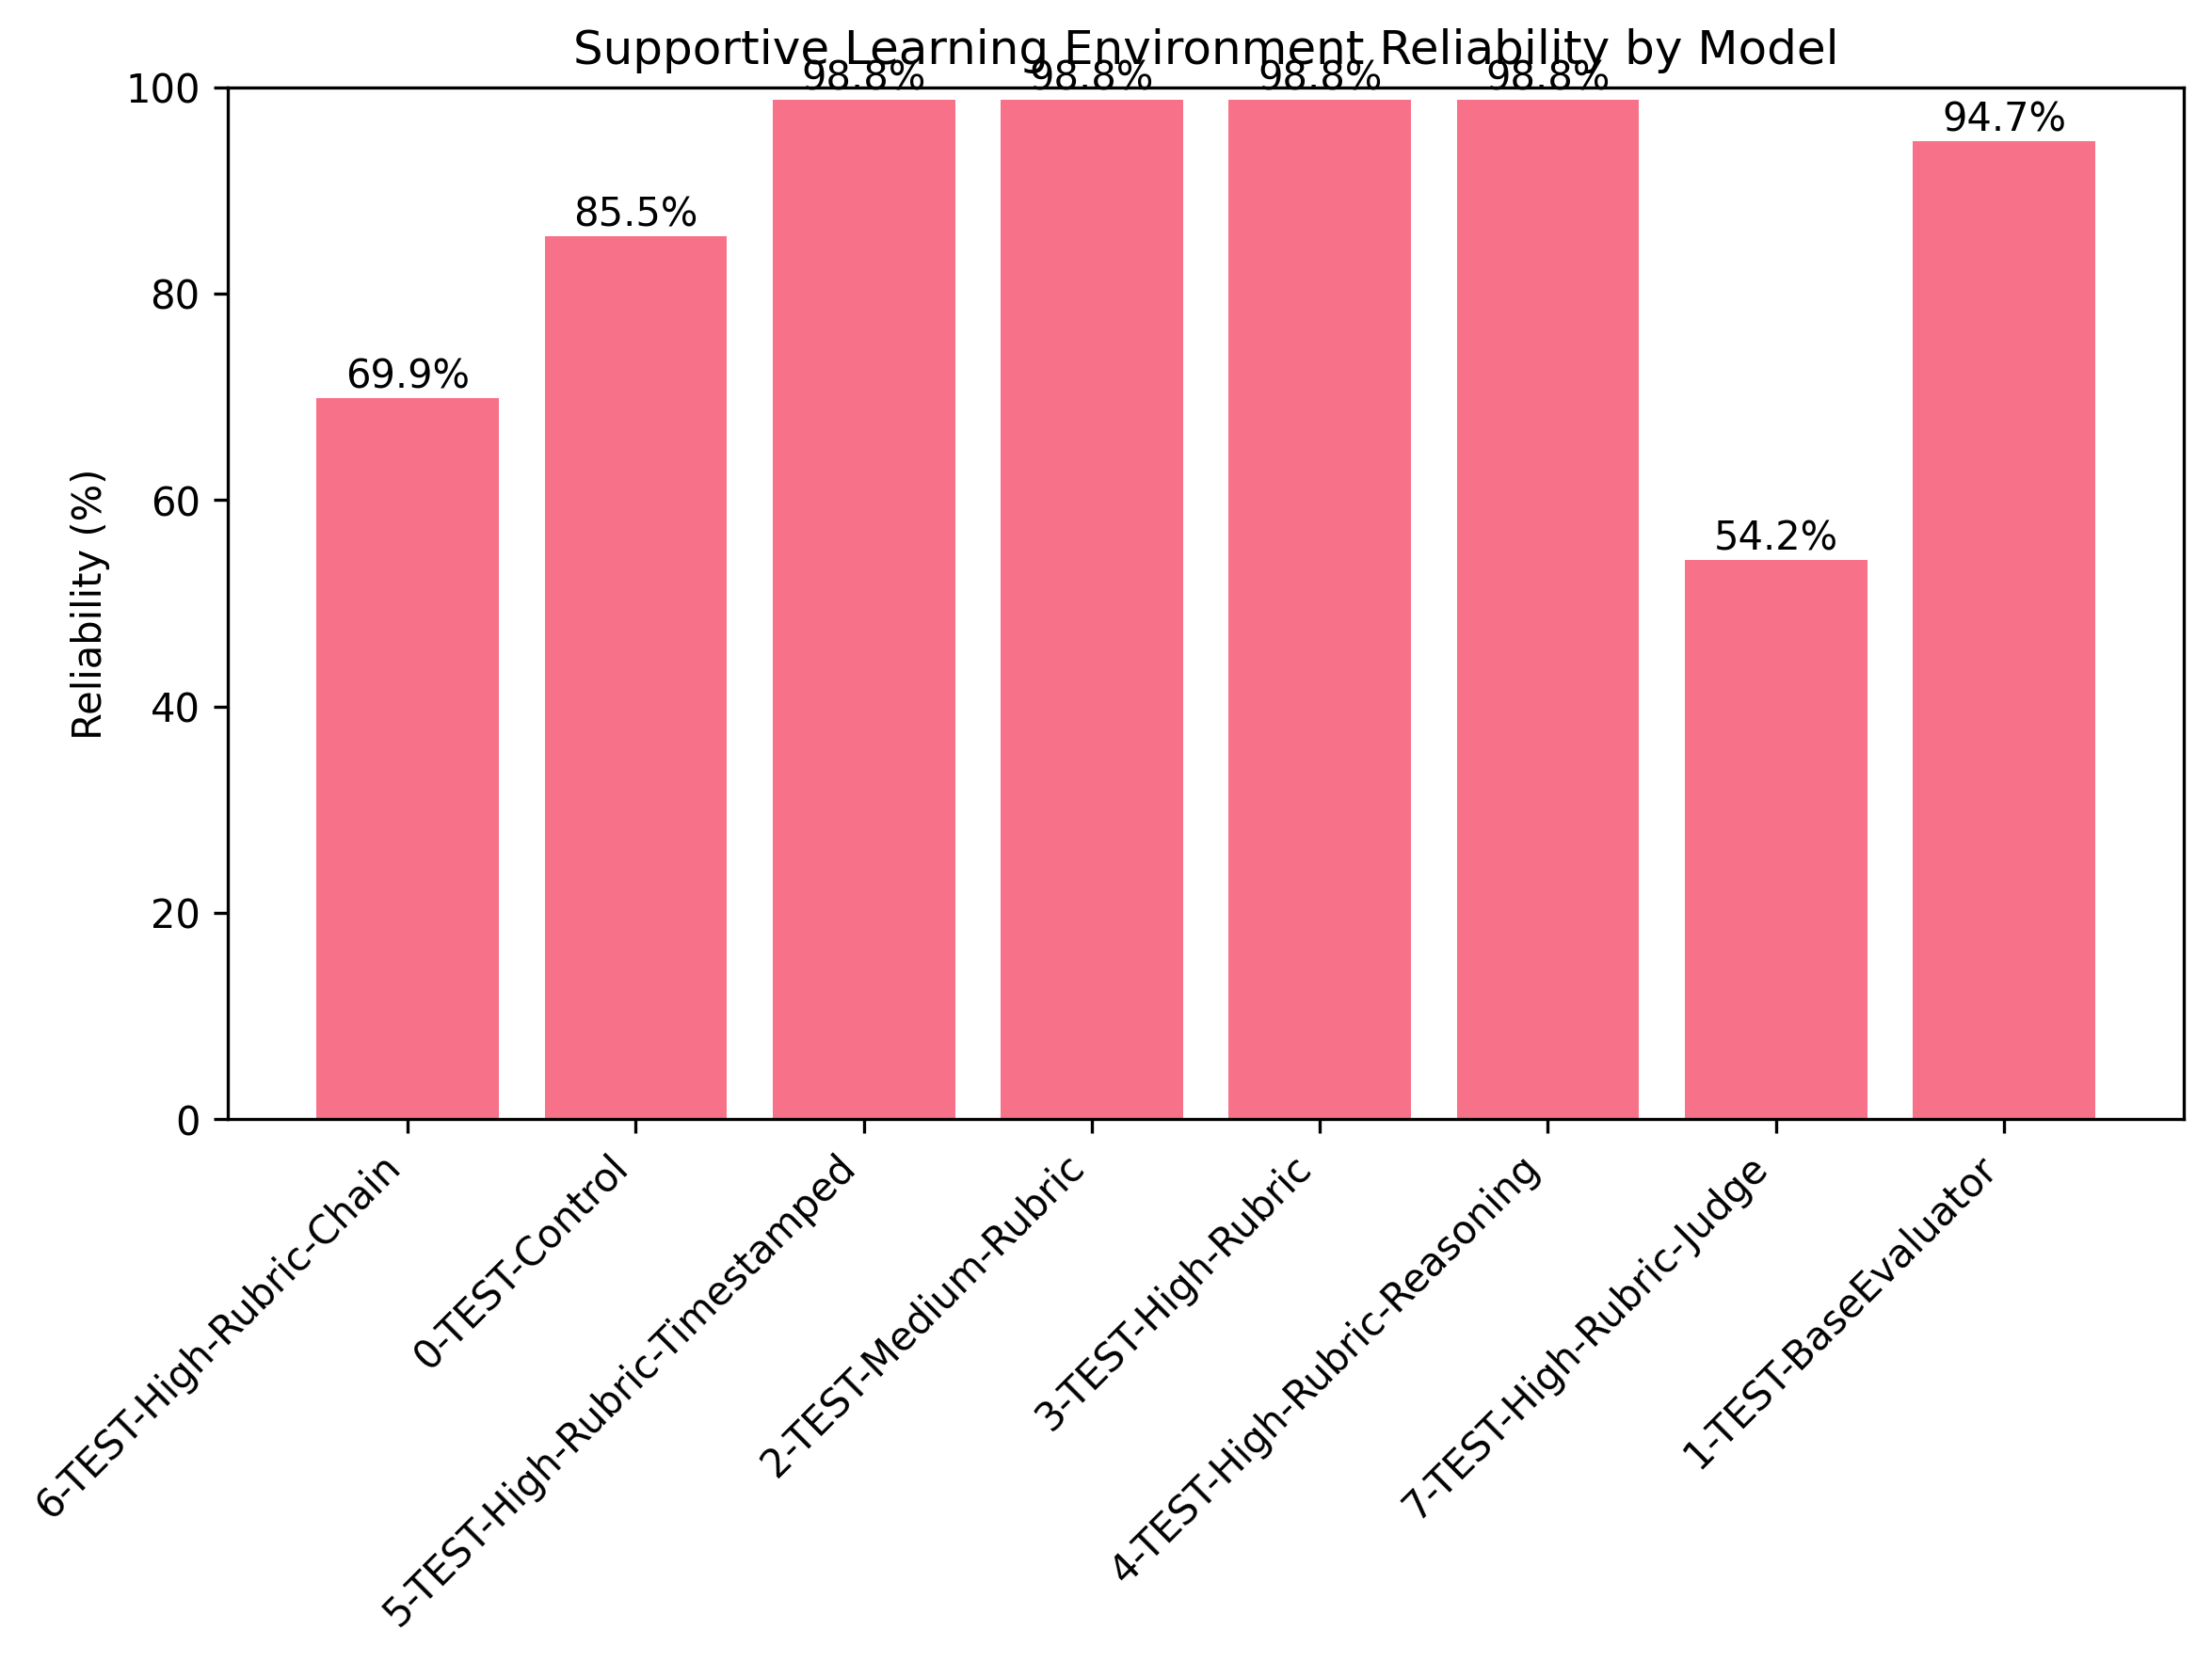 Supportive Learning Environment Reliability by Model
98.8% 98.8% 98.8% 98.8%
100
94.7%
85.5%
80
69.9%
60
54.2%
Reliability (%)
40
20
0
6-TEST-High-Rubric-Chain
0-TEST-Control
5-TEST-High-Rubric-Timestamped
2-TEST-Medium-Rubric
3-TEST-High-Rubric
4-TEST-High-Rubric-Reasoning
7-TEST-High-Rubric-Judge
1-TEST-BaseEvaluator